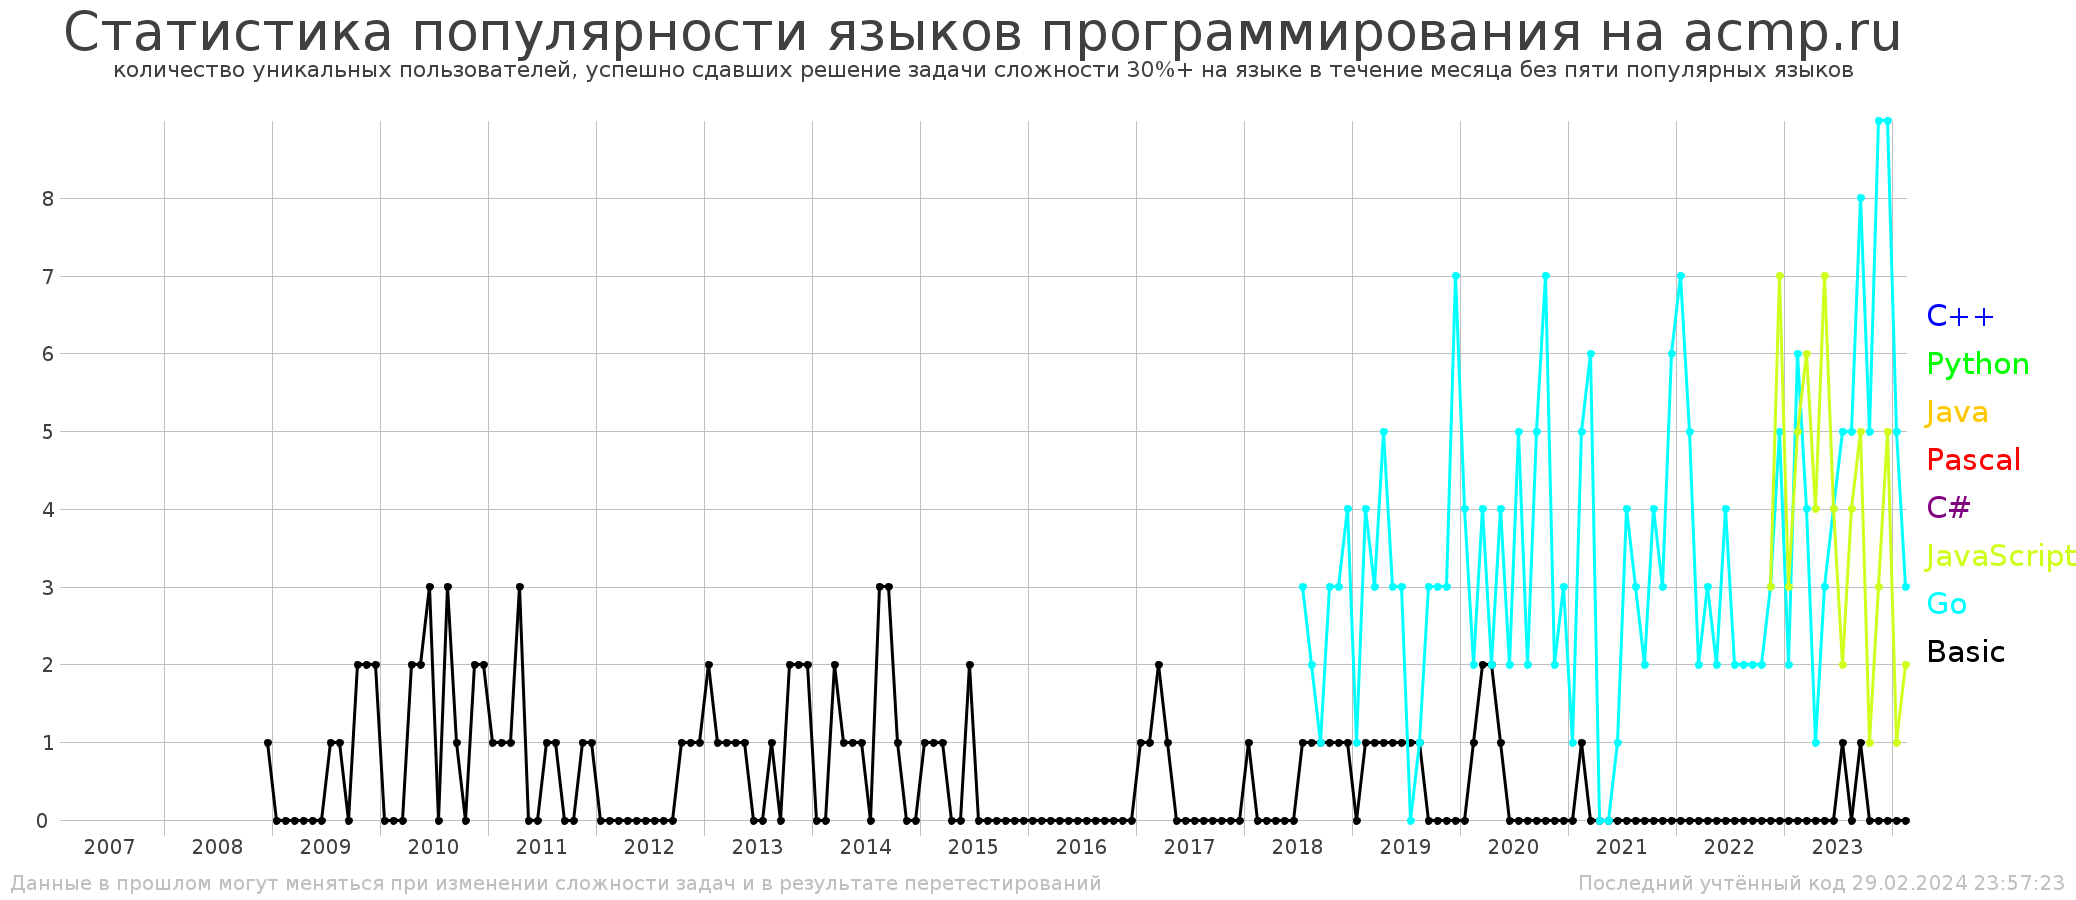 Статистика популярности языков программирования на acmp.ru
количество уникальных пользователей, успешно сдавших решение задачи сложности 30%+ на языке в течение месяца без пяти популярных языков
8
7
6
5
4
3
2
1
0
C++
Python
Java
Pascal
C#
JavaScript
Go
Basic
2007 2008 2009 2010 2011 2012 2013 2014 2015 2016 2017 2018 2019 2020 2021 2022 2023
Данные в прошлом могут меняться при изменении сложности задач и в результате перетестирований
Последний учтённый код 29.02.2024 23:57:23